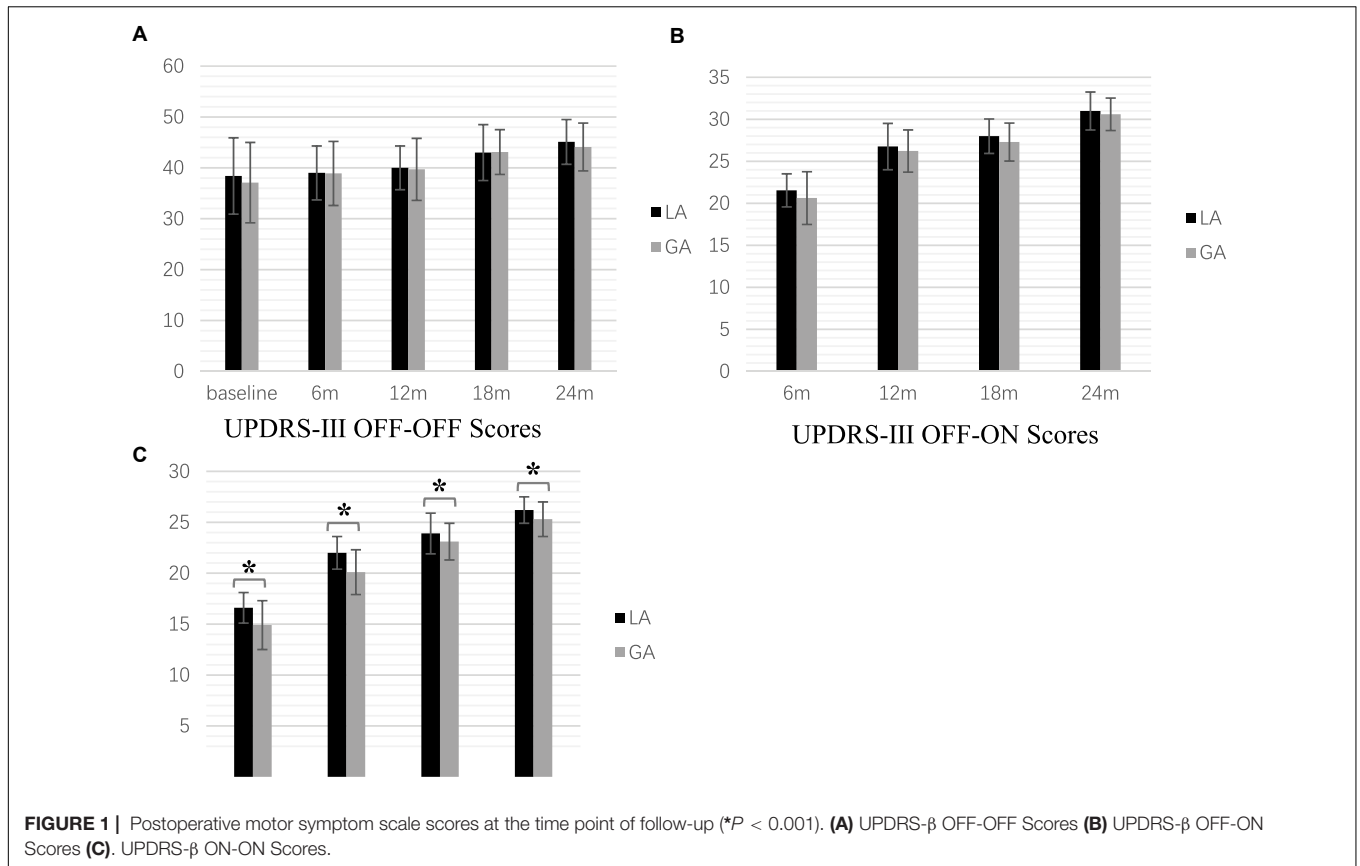 A
60
50
40
30
20
10
0
baseline 6m 12m 18m 24m
LA
GA
UPDRS-III OFF-OFF Scores
B
35
30
25
20
15
10
5
0
6m 12m 18m 24m
LA
GA
UPDRS-III OFF-ON Scores
C
30
25
20
15
10
5
* * * *
LA
GA
FIGURE 1 | Postoperative motor symptom scale scores at the time point of follow-up (*P < 0.001). (A) UPDRS-β OFF-OFF Scores (B) UPDRS-β OFF-ON
Scores (C). UPDRS-β ON-ON Scores.